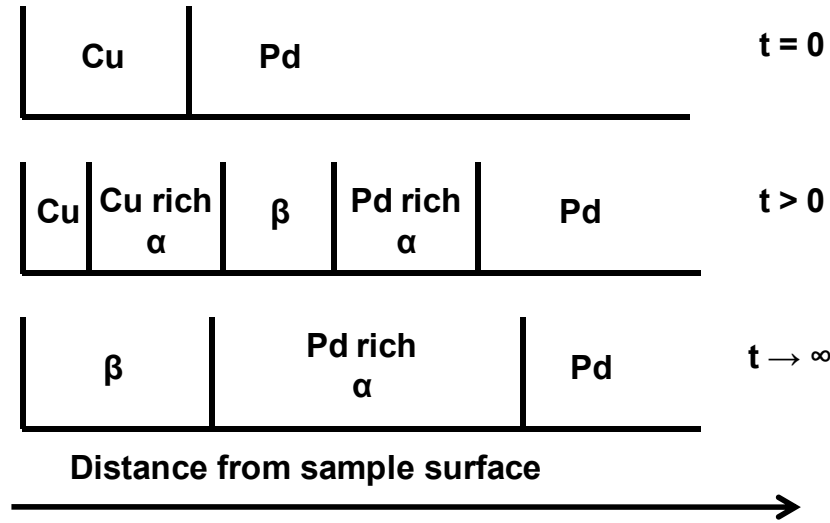 Cu Pd t = 0
Cu Cu rich α β Pd rich α Pd t > 0
β Pd rich α Pd t → ∞
Distance from sample surface